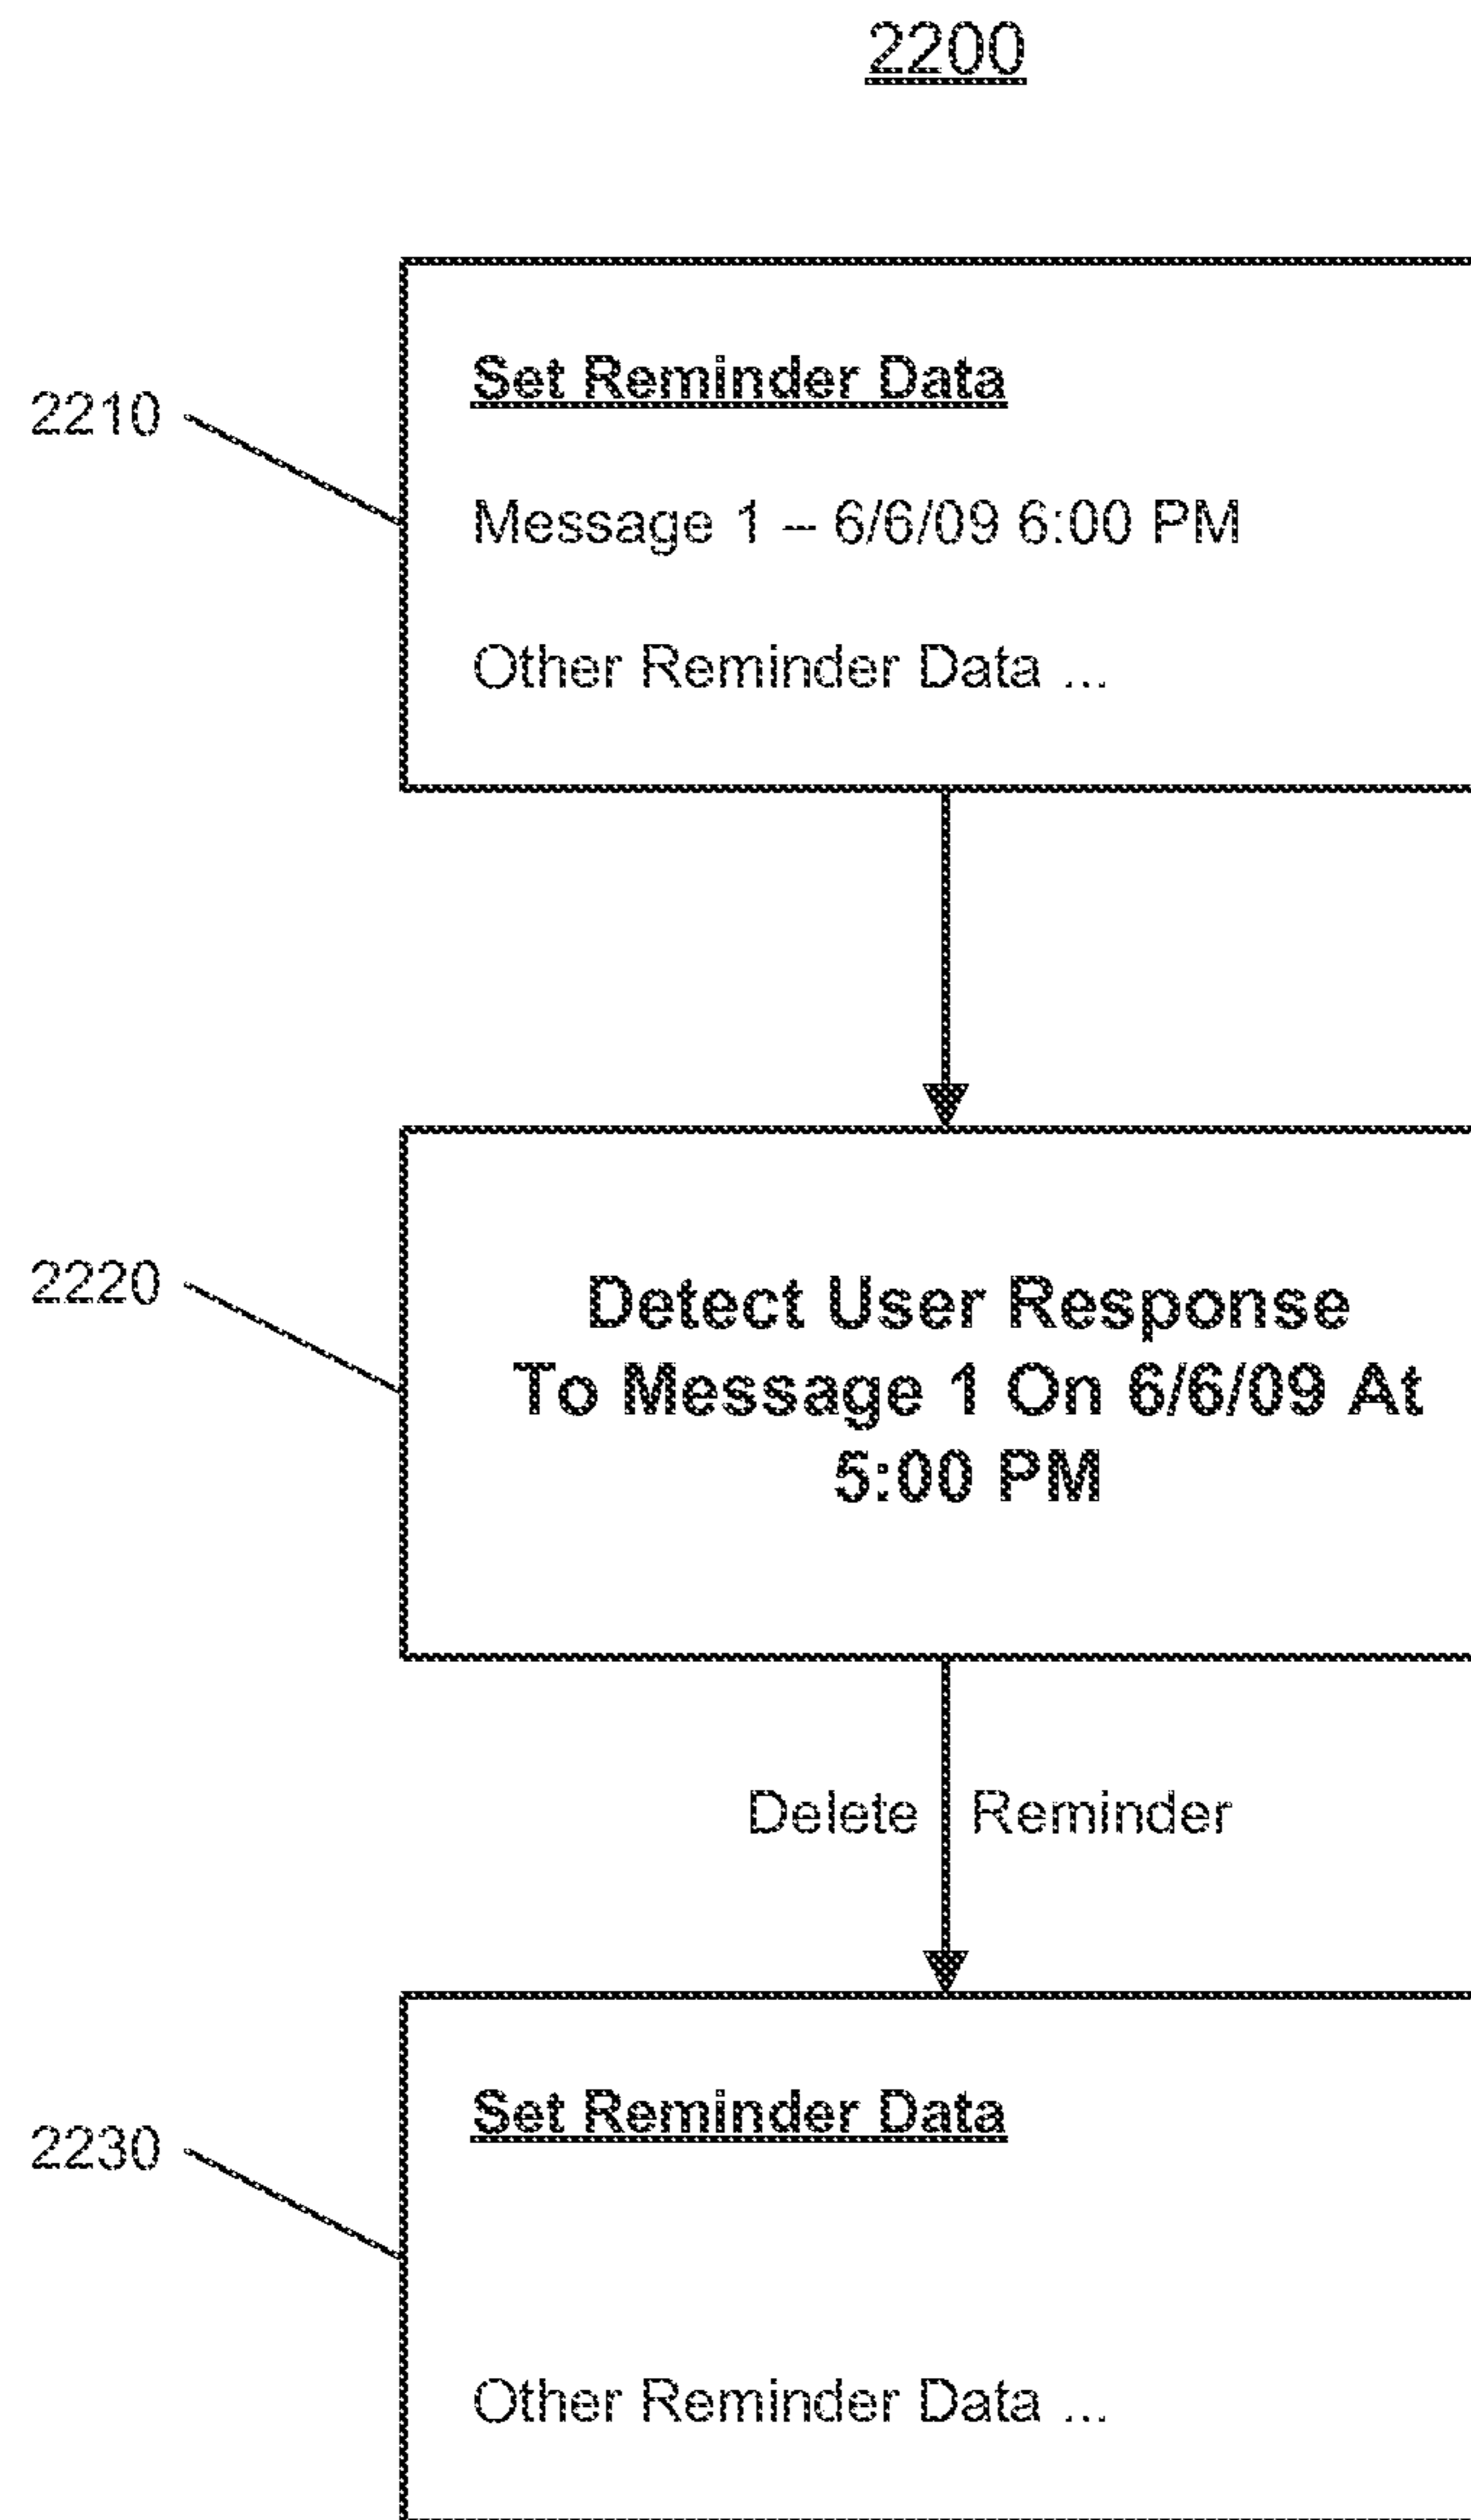 2200
2210
Set Reminder Data
Message 1 – 6/6/09 6:00 PM
Other Reminder Data ...
2220
Detect User Response
To Message 1 On 6/6/09 At
5:00 PM
Delete Reminder
2230
Set Reminder Data
Other Reminder Data ...